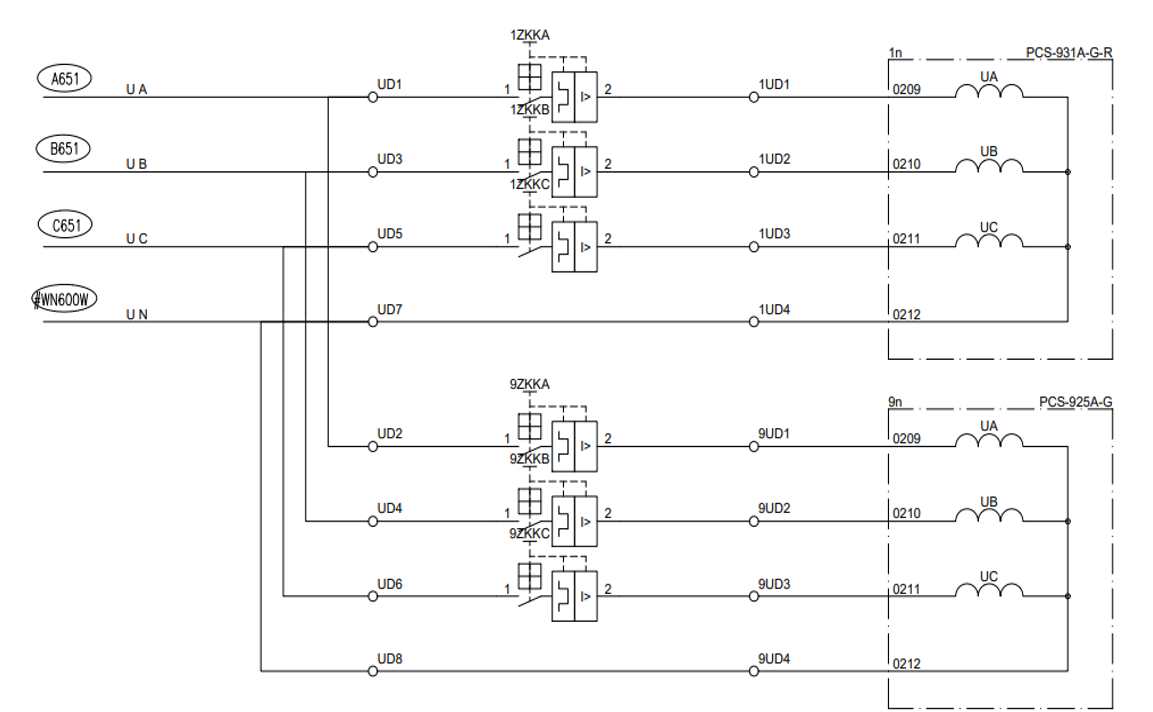 1ZKKA
1n PCS-931A-G-R
A651
U A UD1 1 2 1UD1 0209 UA
I>
1ZKKB
B651
U B UD3 1 2 1UD2 0210 UB
I>
1ZKKC
C651
U C UD5 1 2 1UD3 0211 UC
I>
#WN600W
U N UD7 1UD4 0212
9ZKKA
9n PCS-925A-G
UD2 1 2 9UD1 0209 UA
I>
9ZKKB
UD4 1 2 9UD2 0210 UB
I>
9ZKKC
UD6 1 2 9UD3 0211 UC
I>
UD8 9UD4 0212